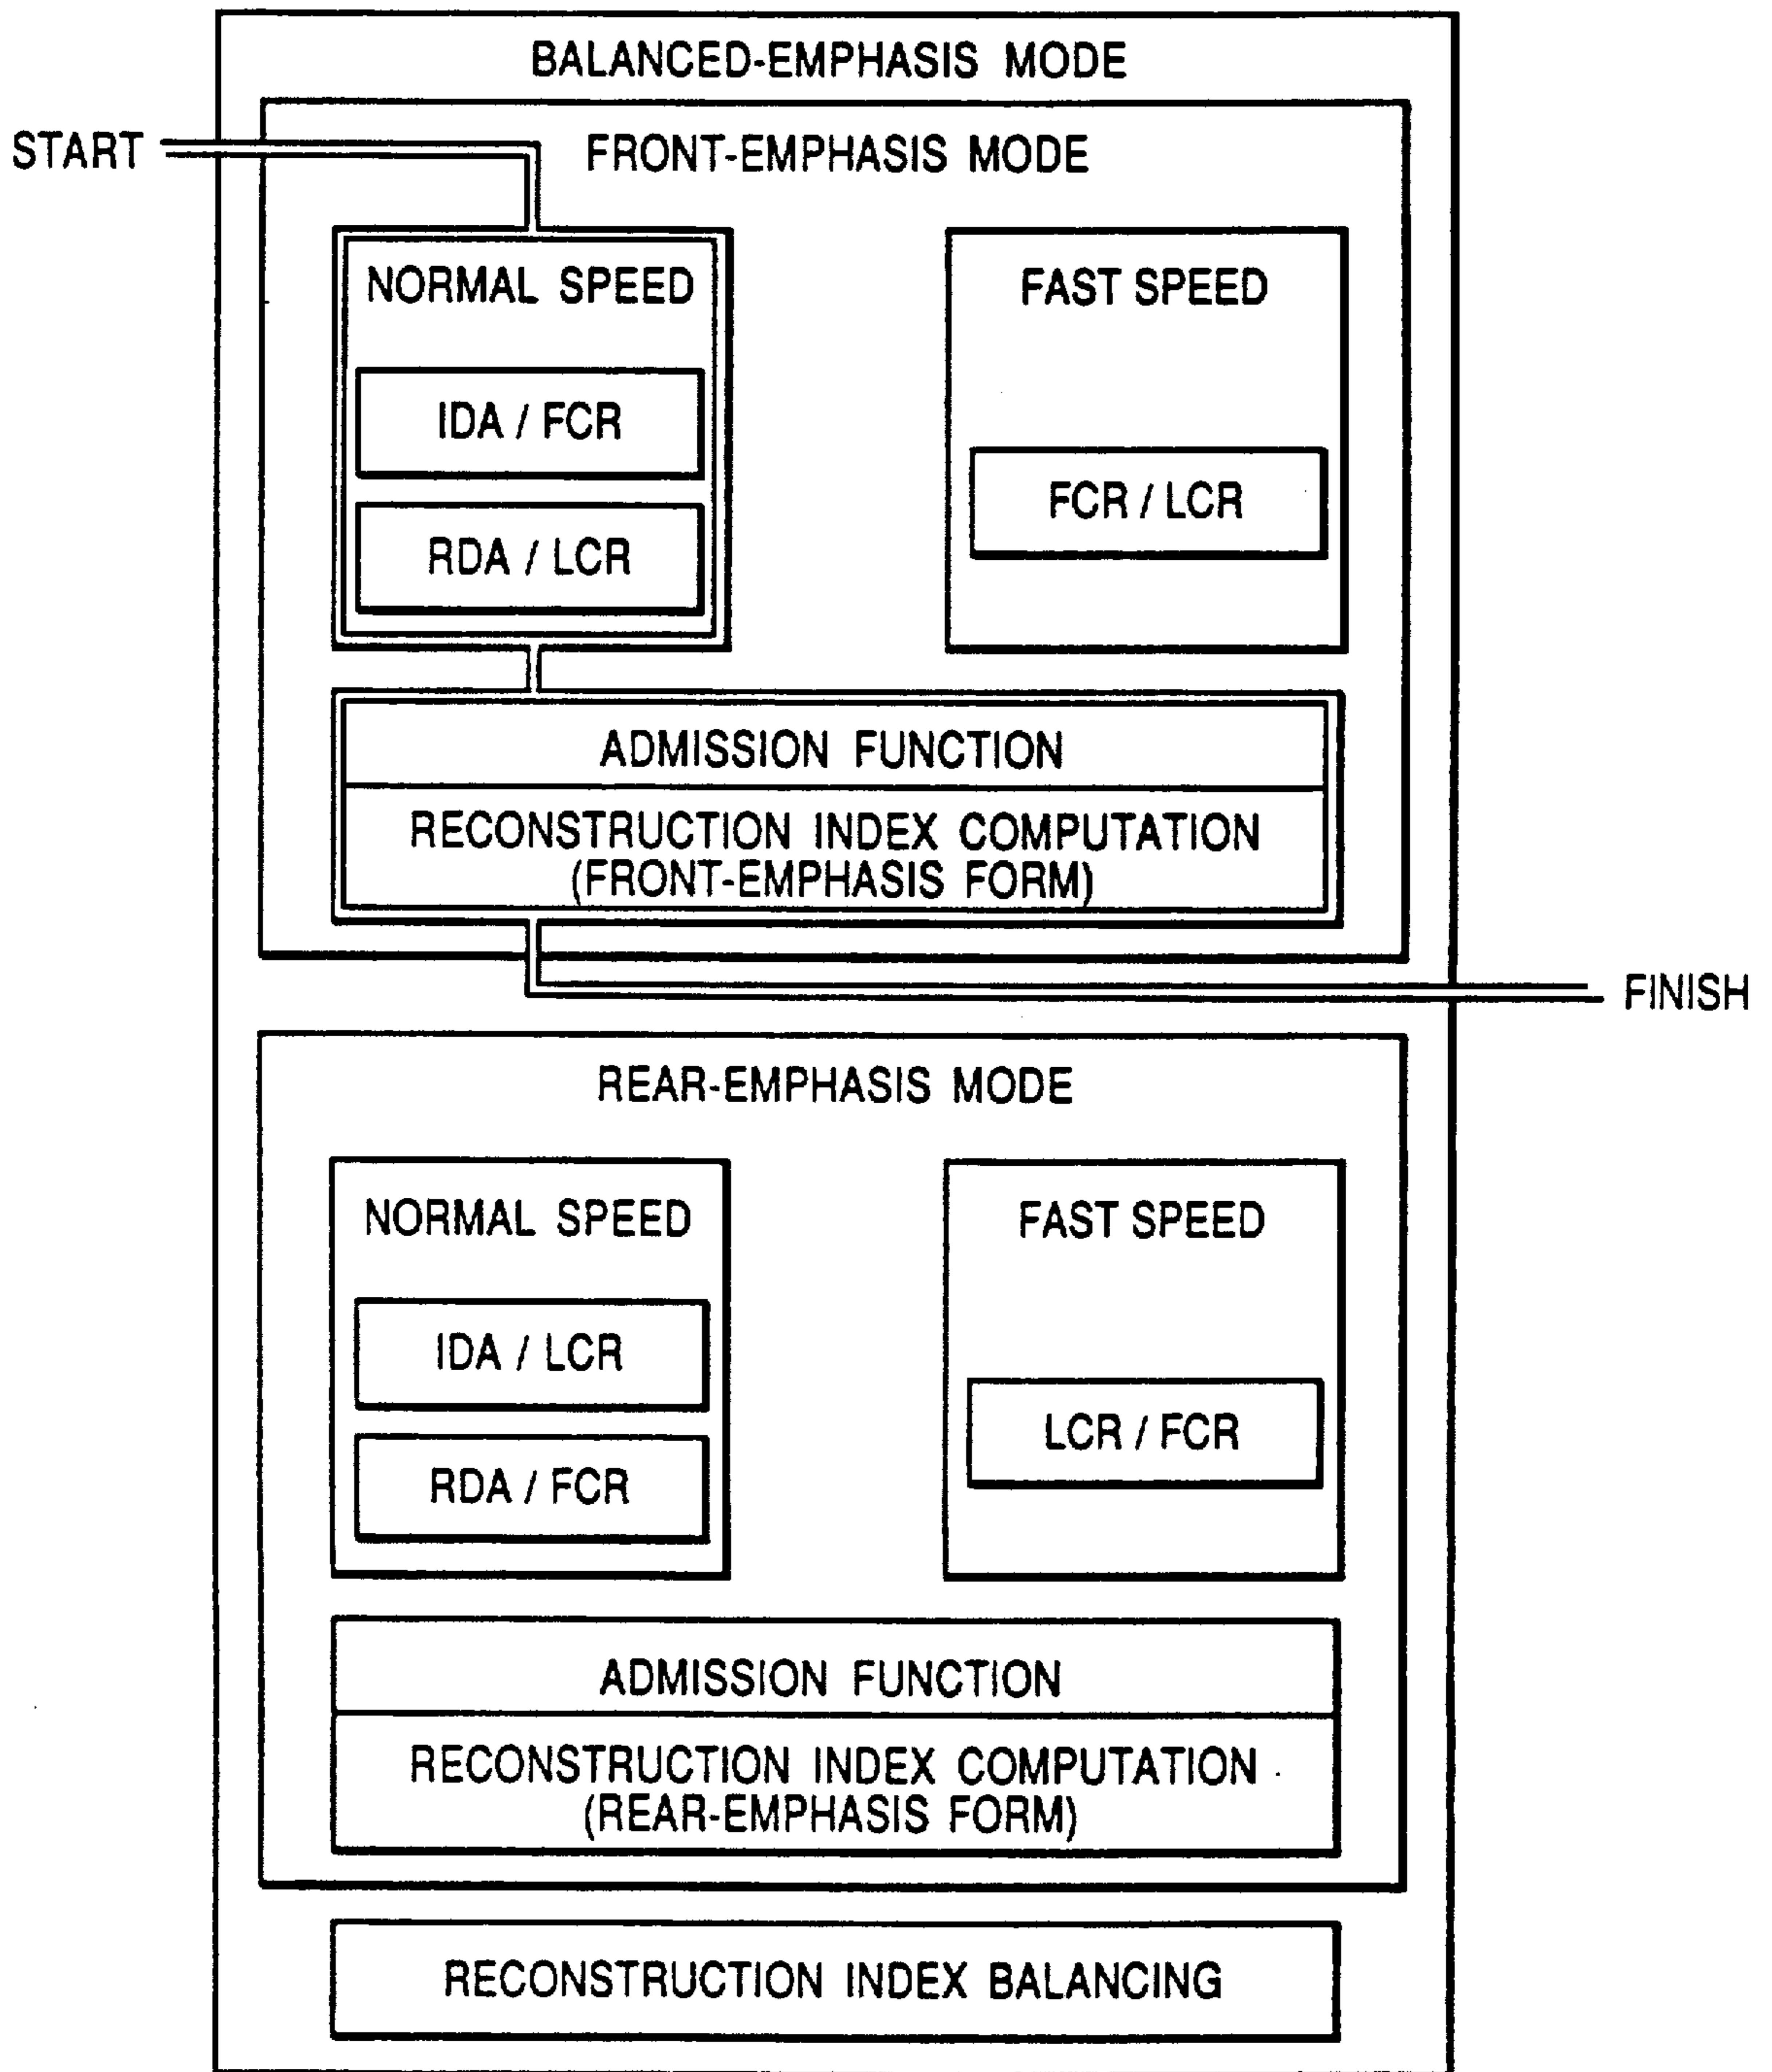 BALANCED-EMPHASIS MODE
START
FRONT-EMPHASIS MODE
NORMAL SPEED
FAST SPEED
IDA / FCR
FCR / LCR
RDA / LCR
ADMISSION FUNCTION
RECONSTRUCTION INDEX COMPUTATION
(FRONT-EMPHASIS FORM)
FINISH
REAR-EMPHASIS MODE
NORMAL SPEED
FAST SPEED
IDA / LCR
LCR / FCR
RDA / FCR
ADMISSION FUNCTION
RECONSTRUCTION INDEX COMPUTATION
(REAR-EMPHASIS FORM)
RECONSTRUCTION INDEX BALANCING